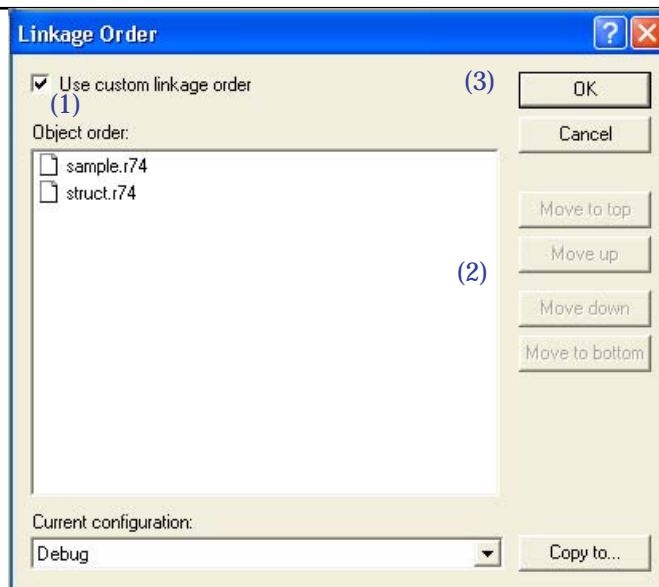 Linkage Order
Use custom linkage order
(1)
(3)
OK
Object order:
Cancel
sample.r74
struct.r74
Move to top
Move up
(2)
Move down
Move to bottom
Current configuration:
Debug
Copy to...